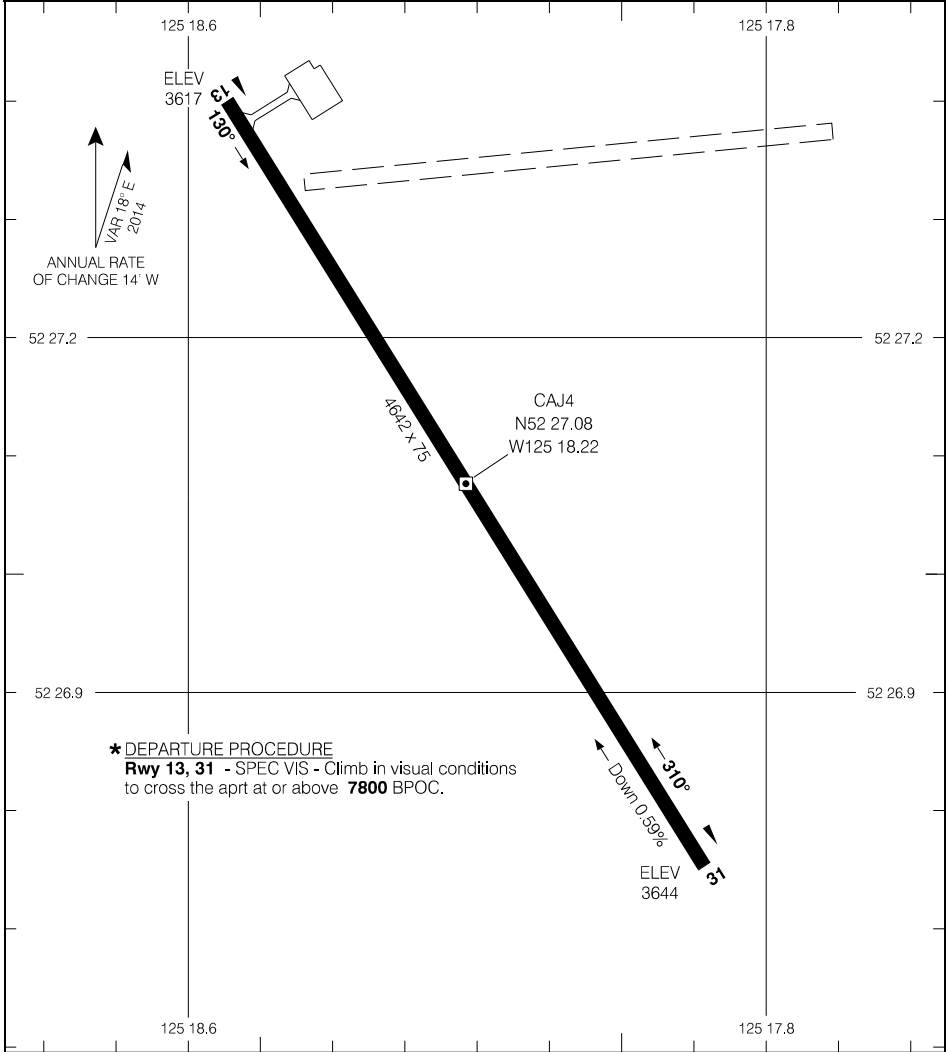 125 18.6
125 17.8
ELEV
3617
13
130°
VAR 18° E
2014
ANNUAL RATE
OF CHANGE 14' W
52 27.2
52 27.2
4642 x 75
CAJ4
N52 27.08
W125 18.22
52 26.9
52 26.9
* DEPARTURE PROCEDURE
Rwy 13, 31 - SPEC VIS - Climb in visual conditions
to cross the aprt at or above 7800 BPOC.
310°
Down 0.59%
ELEV
3644
31
125 18.6
125 17.8